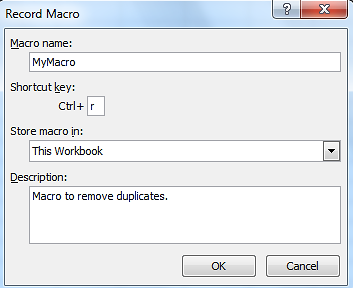 Record Macro
Macro name:
MyMacro
Shortcut key:
Ctrl+ r
Store macro in:
This Workbook
Description:
Macro to remove duplicates.
OK Cancel